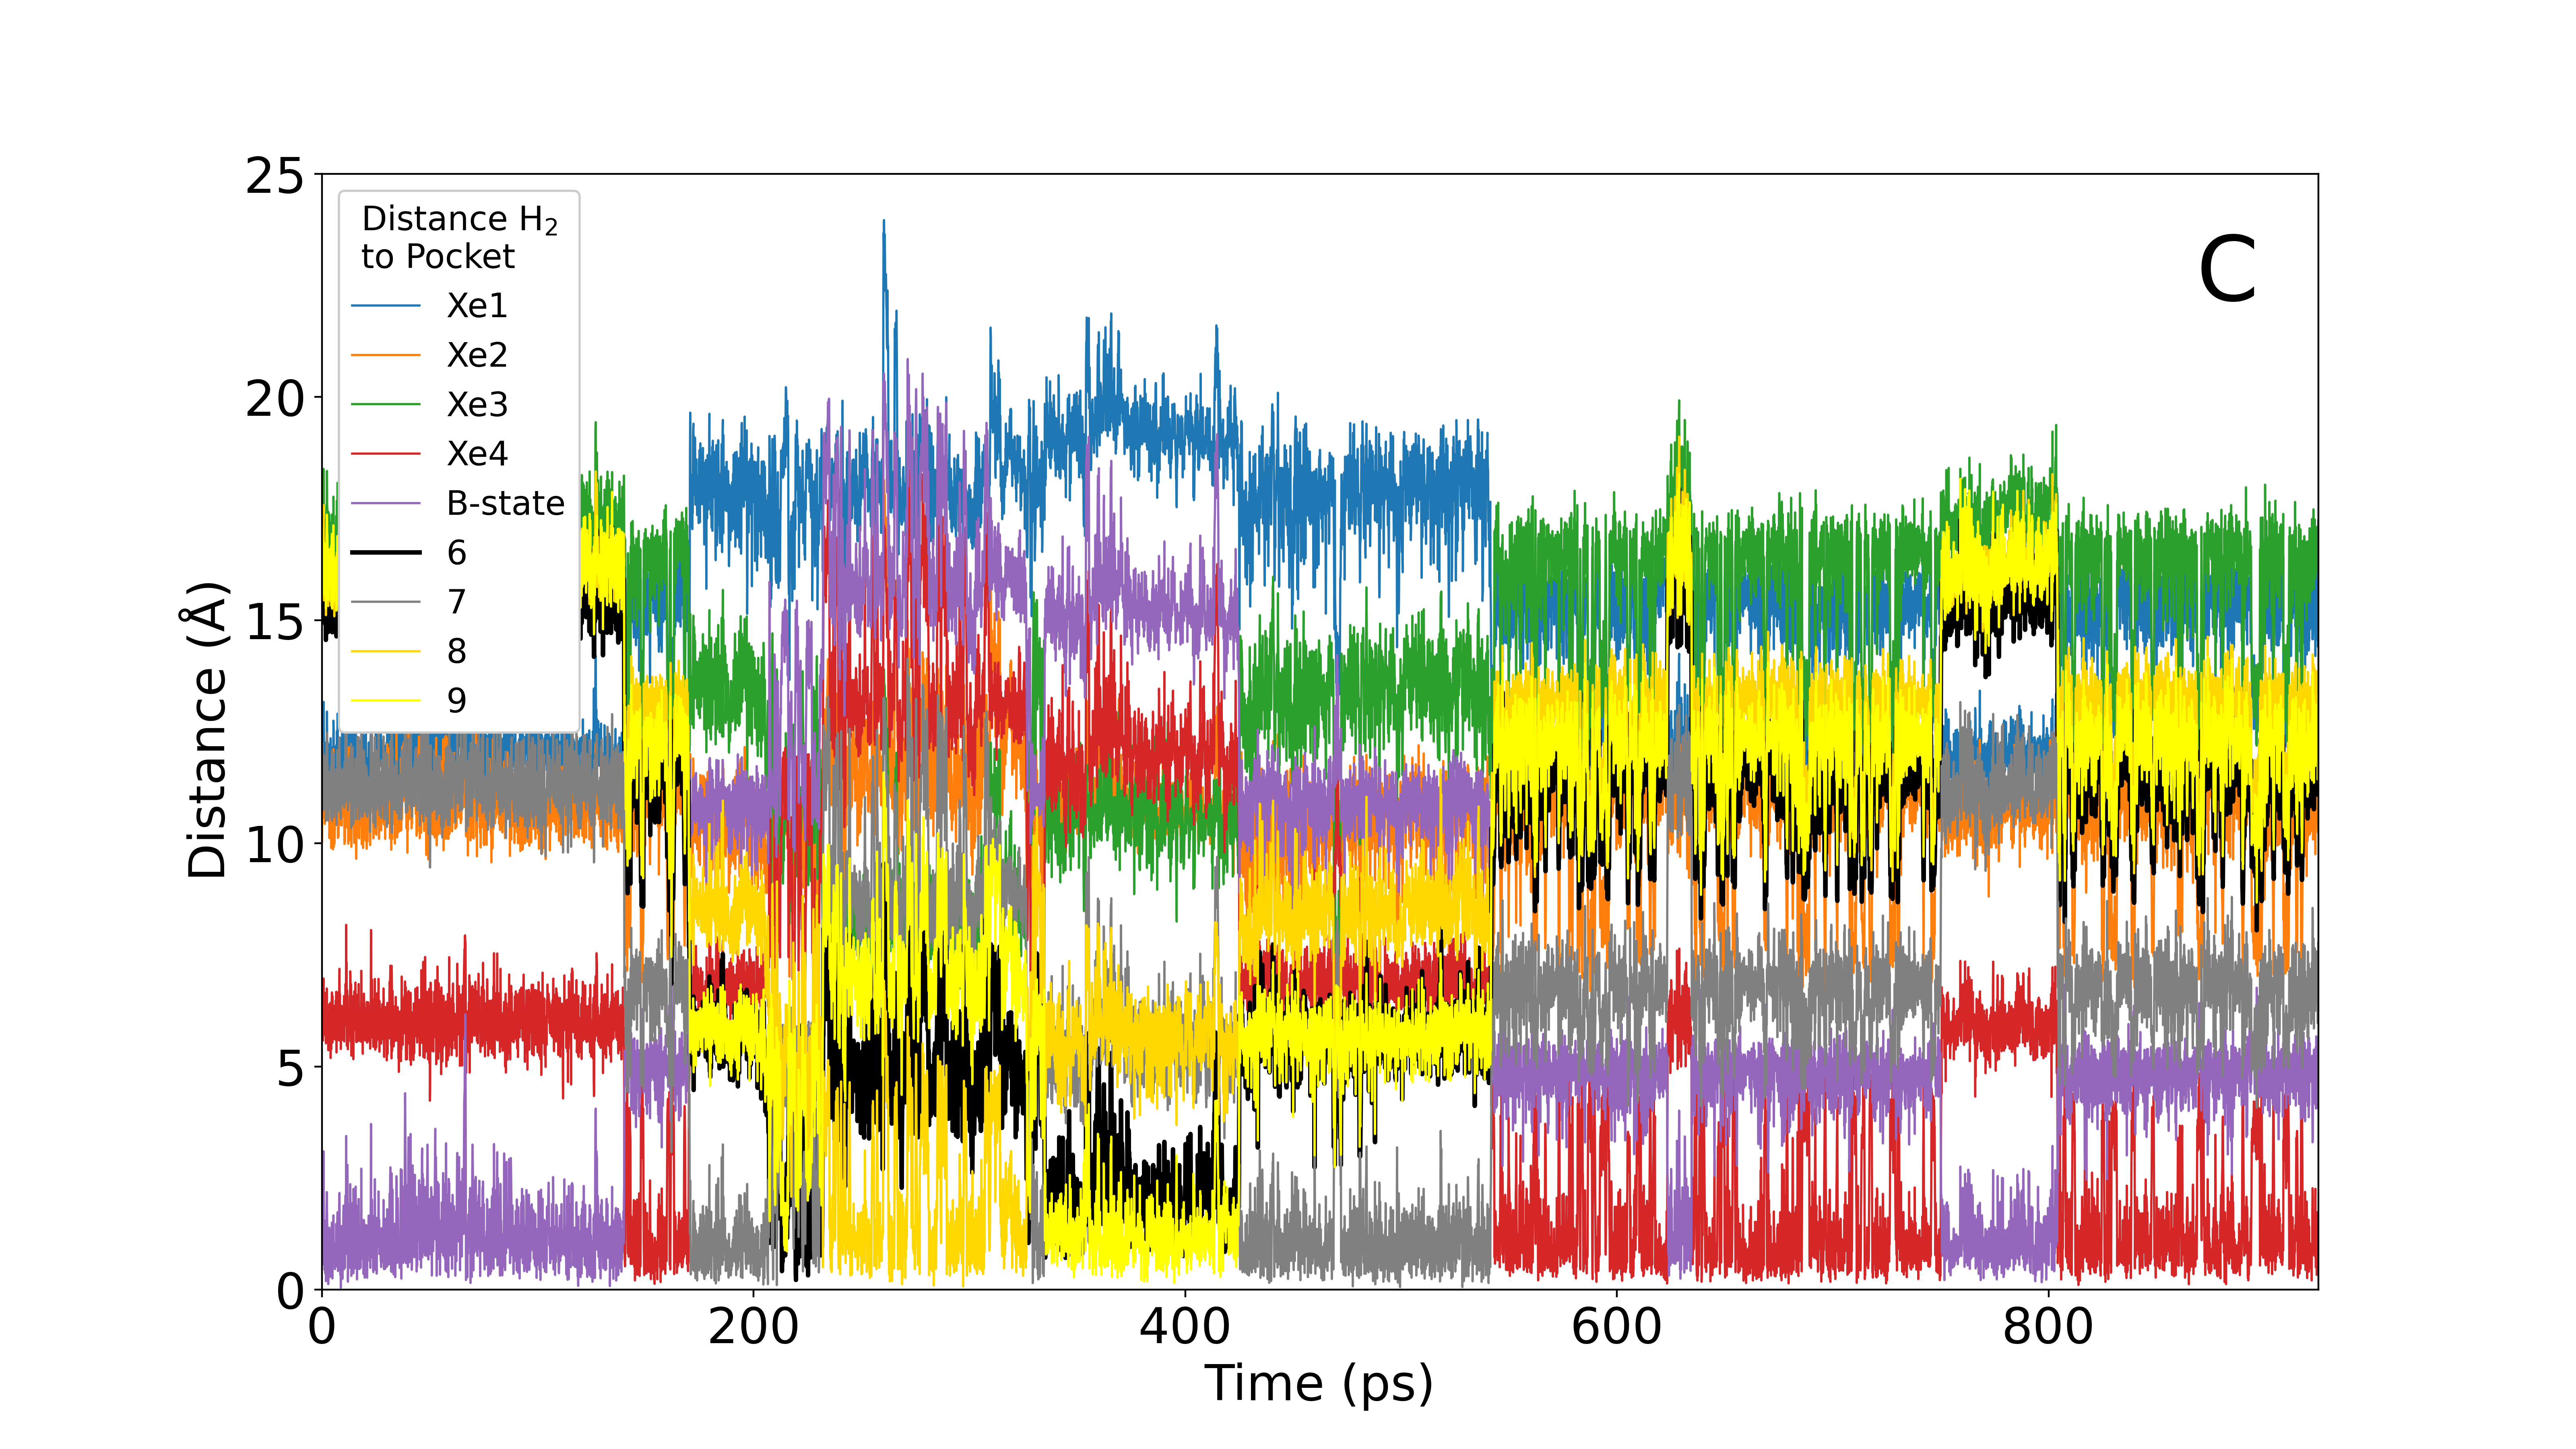 25
20
15
10
5
0
Distance (Å)
Distance H₂
to Pocket
Xe1
Xe2
Xe3
Xe4
B-state
6
7
8
9
C
0 200 400 600 800
Time (ps)